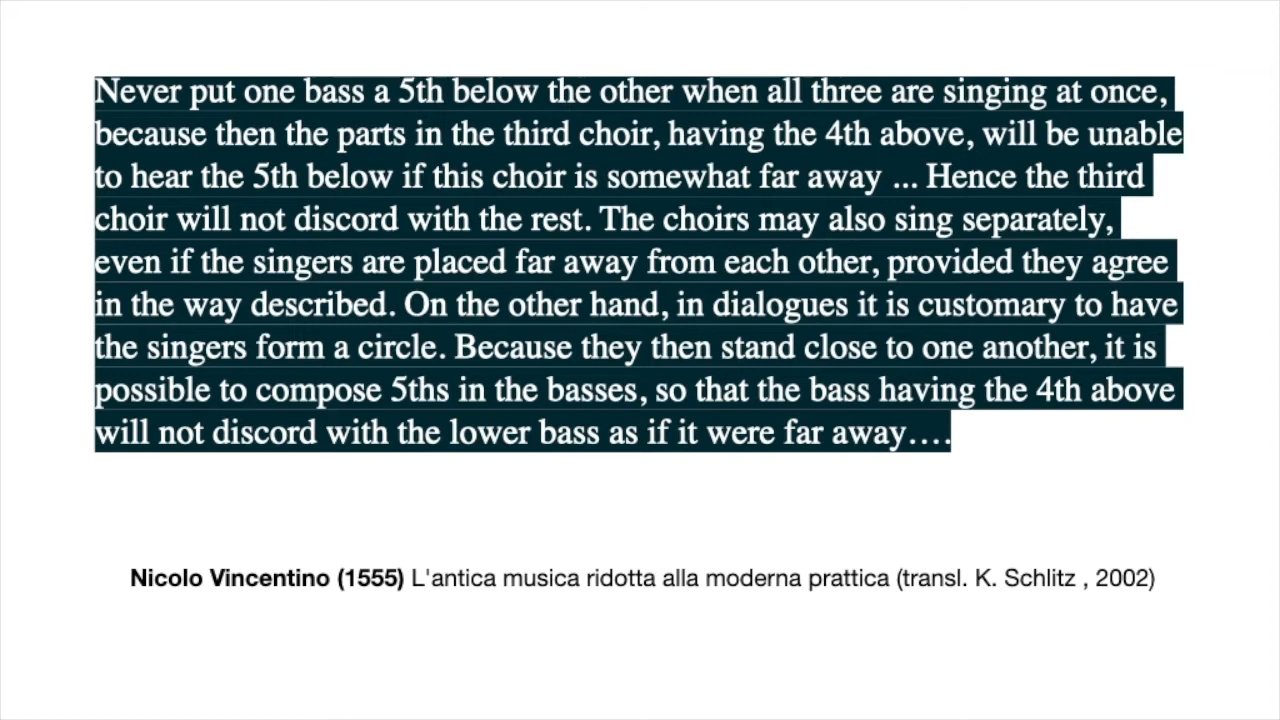 Never put one bass a 5th below the other when all three are singing at once,
because then the parts in the third choir, having the 4th above, will be unable
to hear the 5th below if this choir is somewhat far away ... Hence the third
choir will not discord with the rest. The choirs may also sing separately,
even if the singers are placed far away from each other, provided they agree
in the way described. On the other hand, in dialogues it is customary to have
the singers form a circle. Because they then stand close to one another, it is
possible to compose 5ths in the basses, so that the bass having the 4th above
will not discord with the lower bass as if it were far away….
Nicolo Vincentino (1555) L'antica musica ridotta alla moderna prattica (transl. K. Schlitz , 2002)